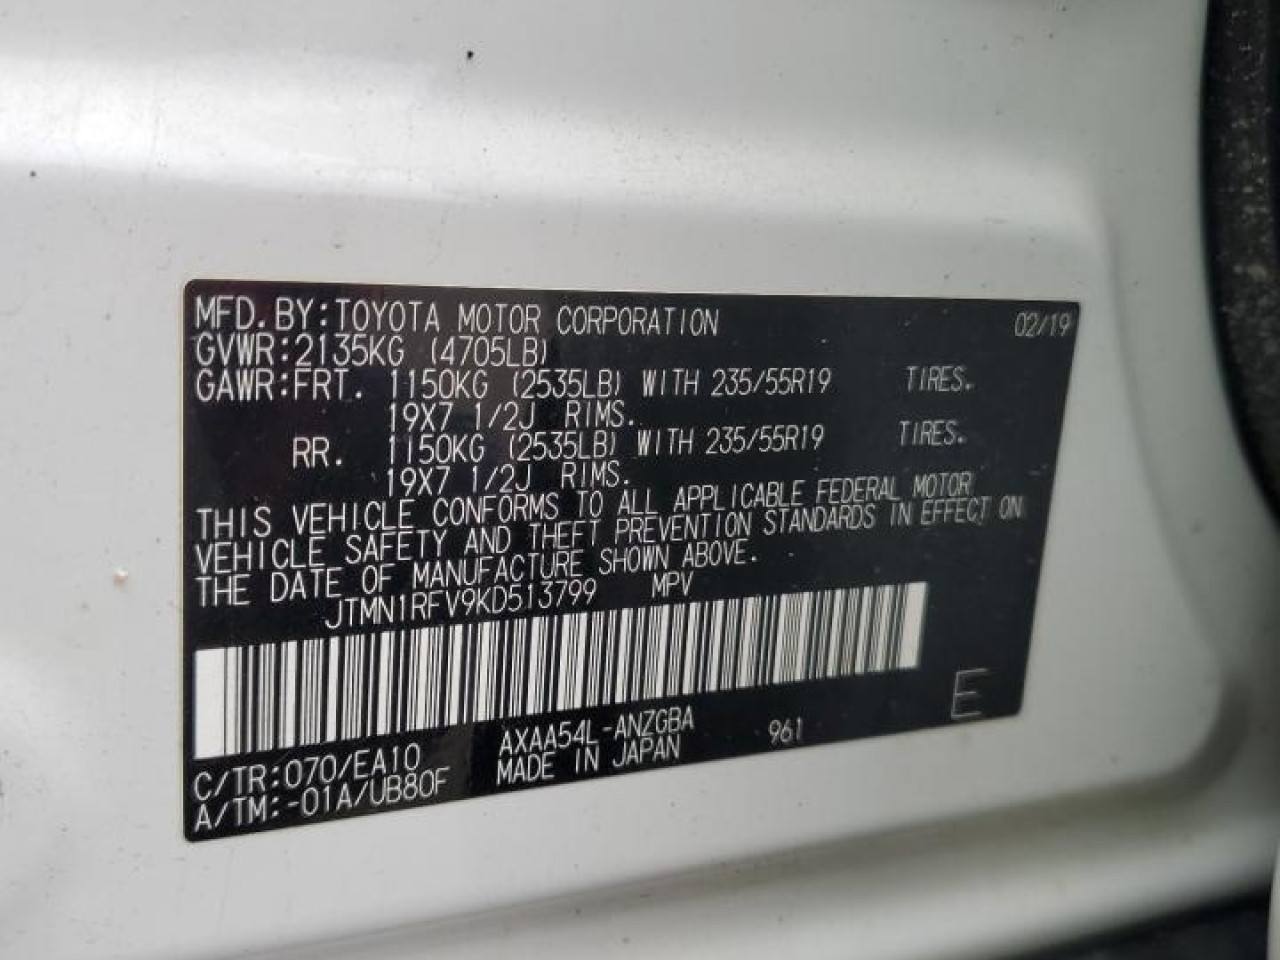 MFD. BY: TOYOTA MOTOR CORPORATION 02/19
GVWR: 2135KG (4705LB)
GAWR: FRT. 1150KG (2535LB) WITH 235/55R19 TIRES.
19X7 1/2J RIMS.
RR. 1150KG (2535LB) WITH 235/55R19 TIRES.
19X7 1/2J RIMS.
THIS VEHICLE CONFORMS TO ALL APPLICABLE FEDERAL MOTOR
VEHICLE SAFETY AND THEFT PREVENTION STANDARDS IN EFFECT ON
THE DATE OF MANUFACTURE SHOWN ABOVE.
JTMN1RFV9KD513799 MPV
E
C/TR: 070/EA10 AXAA54L-ANZGBA 961
A/TM: -01A/UB80F MADE IN JAPAN